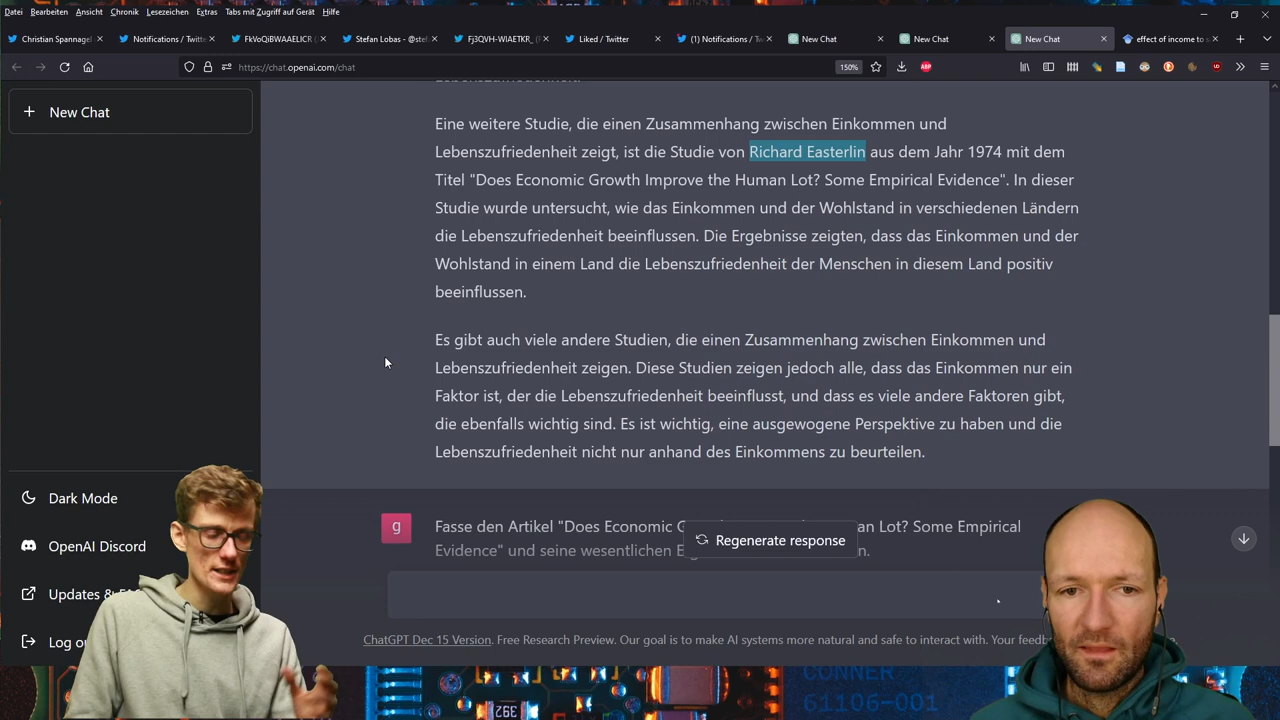 Datei Bearbeiten Ansicht Chronik Lesezeichen Extras Tabs mit Zugriff auf Gerät Hilfe
Christian Spannagel Notifications / Twitte FkVoQiBWAAELICR ( Stefan Lobas - @ste Fj3QVH-WIAETKR_ (P Liked / Twitter (1) Notifications / Tw New Chat New Chat New Chat effect of income to s
https://chat.openai.com/chat 150% ABP
New Chat
Eine weitere Studie, die einen Zusammenhang zwischen Einkommen und
Lebenszufriedenheit zeigt, ist die Studie von Richard Easterlin aus dem Jahr 1974 mit dem
Titel "Does Economic Growth Improve the Human Lot? Some Empirical Evidence". In dieser
Studie wurde untersucht, wie das Einkommen und der Wohlstand in verschiedenen Ländern
die Lebenszufriedenheit beeinflussen. Die Ergebnisse zeigten, dass das Einkommen und der
Wohlstand in einem Land die Lebenszufriedenheit der Menschen in diesem Land positiv
beeinflussen.
Es gibt auch viele andere Studien, die einen Zusammenhang zwischen Einkommen und
Lebenszufriedenheit zeigen. Diese Studien zeigen jedoch alle, dass das Einkommen nur ein
Faktor ist, der die Lebenszufriedenheit beeinflusst, und dass es viele andere Faktoren gibt,
die ebenfalls wichtig sind. Es ist wichtig, eine ausgewogene Perspektive zu haben und die
Lebenszufriedenheit nicht nur anhand des Einkommens zu beurteilen.
Dark Mode
OpenAI Discord
Updates &
Log ou
g Fasse den Artikel "Does Economic G an Lot? Some Empirical
Evidence" und seine wesentlichen n.
Regenerate response
ChatGPT Dec 15 Version. Free Research Preview. Our goal is to make AI systems more natural and safe to interact with. Your feedb
CONNER
61106-001
392